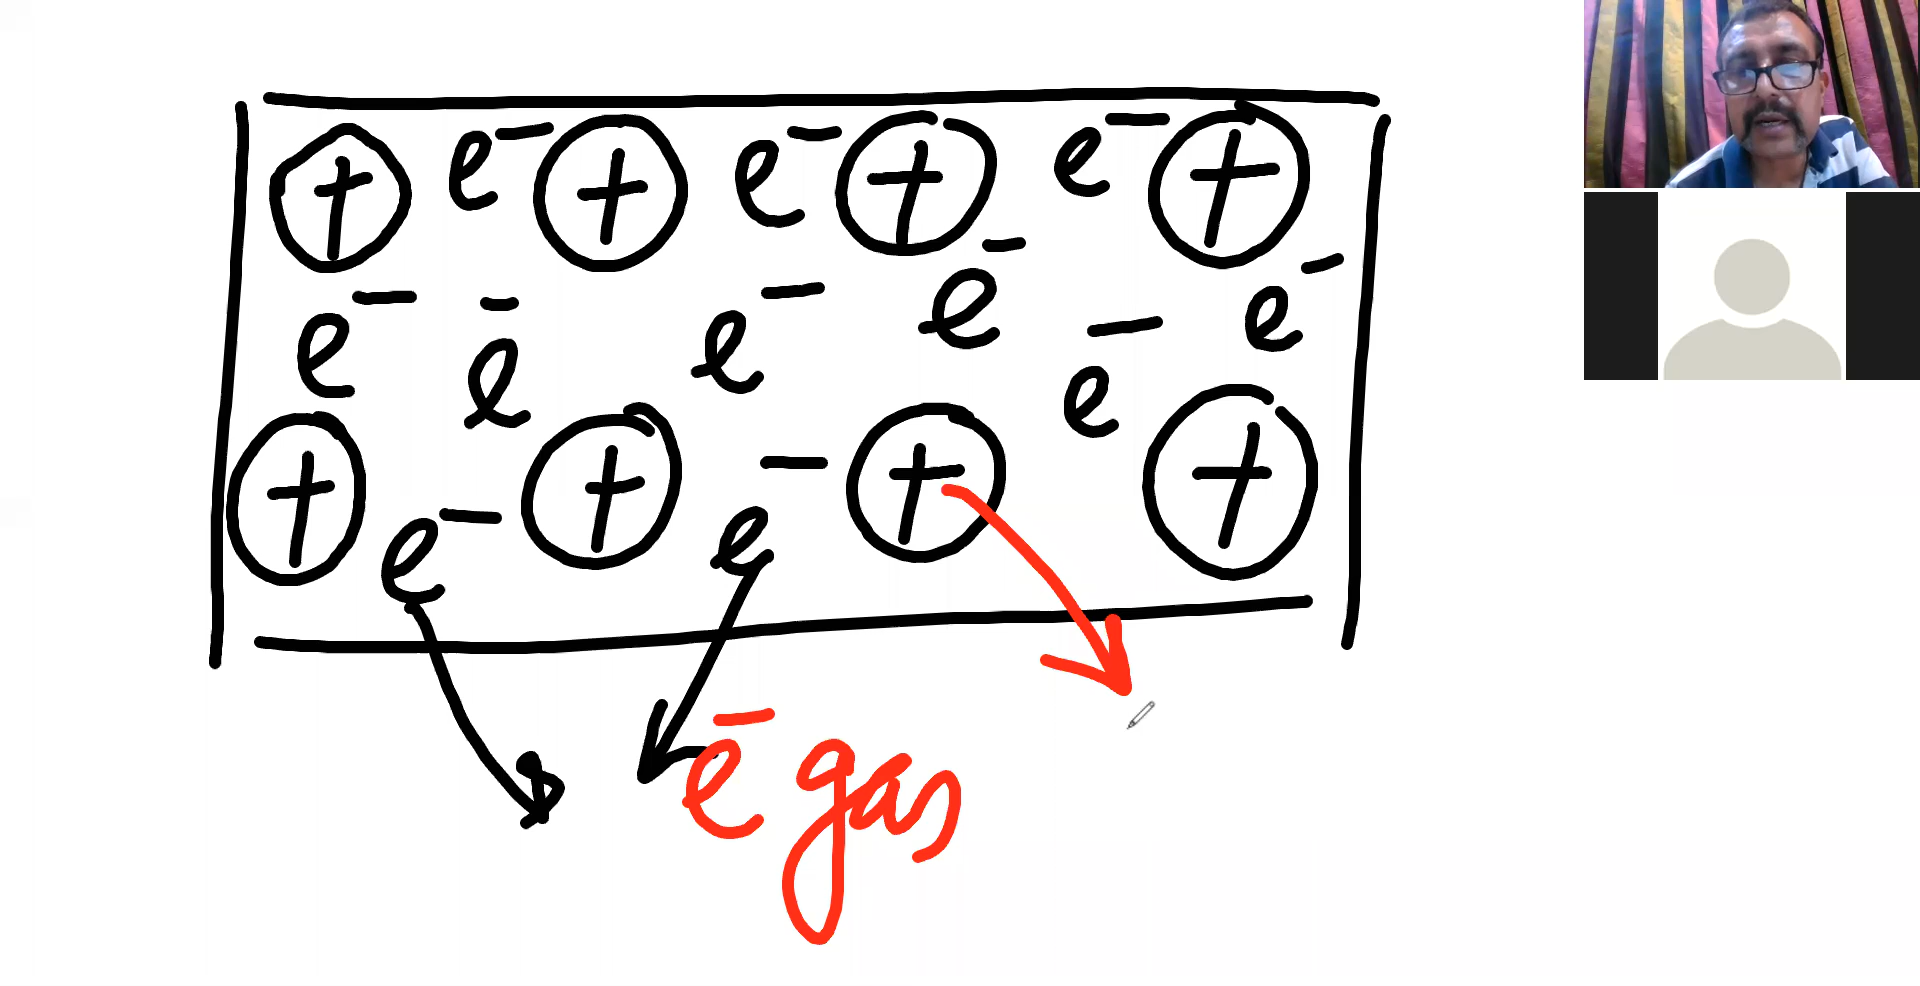 + e⁻ + e⁻ + e⁻ +
e⁻ e⁻ e⁻ e⁻ e⁻ e⁻
+ e⁻ + e⁻ + +
e⁻ gas